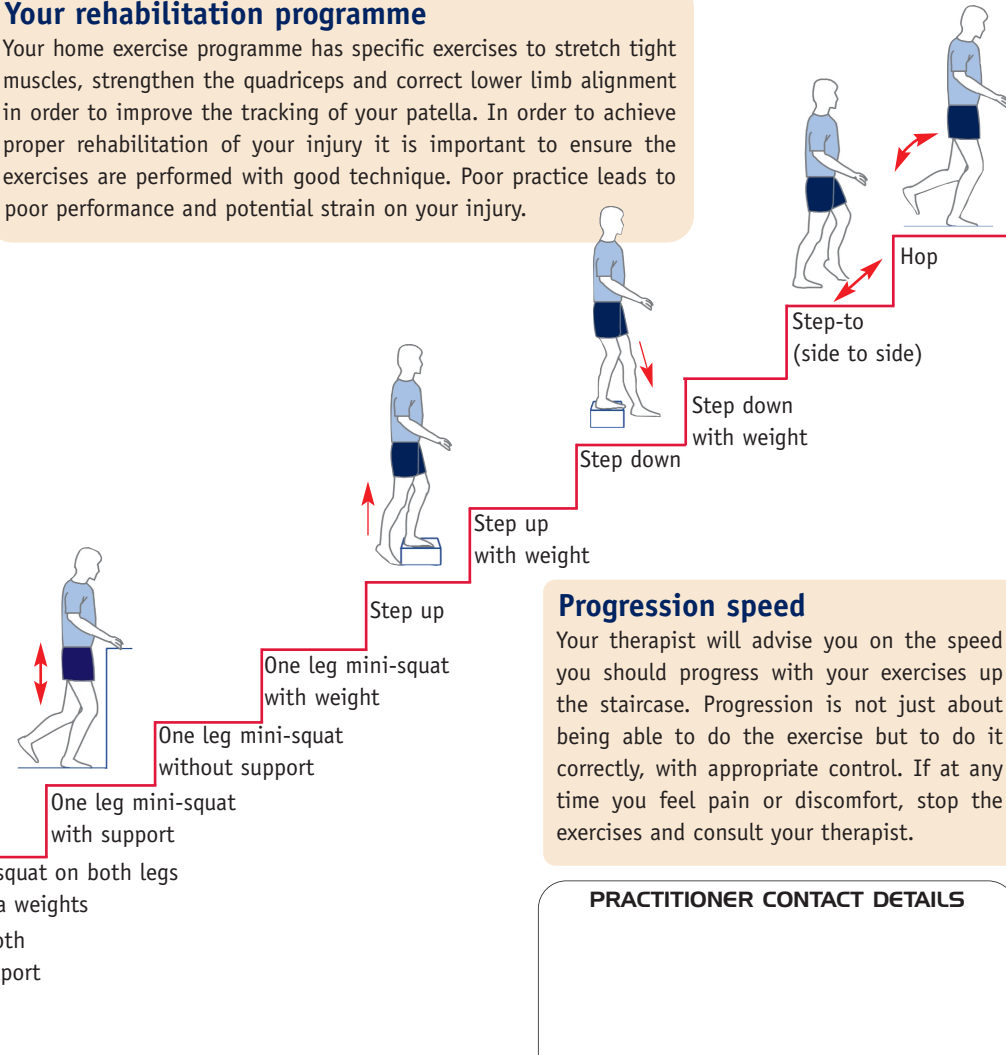 Your rehabilitation programme
Your home exercise programme has specific exercises to stretch tight
muscles, strengthen the quadriceps and correct lower limb alignment
in order to improve the tracking of your patella. In order to achieve
proper rehabilitation of your injury it is important to ensure the
exercises are performed with good technique. Poor practice leads to
poor performance and potential strain on your injury.
Hop
Step-to
(side to side)
Step down
with weight
Step down
Step up
with weight
Step up
One leg mini-squat
with weight
One leg mini-squat
without support
One leg mini-squat
with support
squat on both legs
a weights
oth
port
Progression speed
Your therapist will advise you on the speed
you should progress with your exercises up
the staircase. Progression is not just about
being able to do the exercise but to do it
correctly, with appropriate control. If at any
time you feel pain or discomfort, stop the
exercises and consult your therapist.
PRACTITIONER CONTACT DETAILS